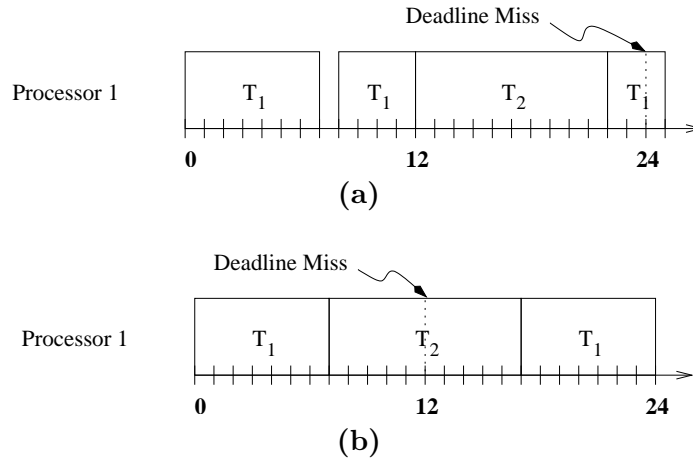 Deadline Miss
Processor 1
T1 T1 T2 T1
0 12 24
(a)
Deadline Miss
Processor 1
T1 T2 T1
0 12 24
(b)